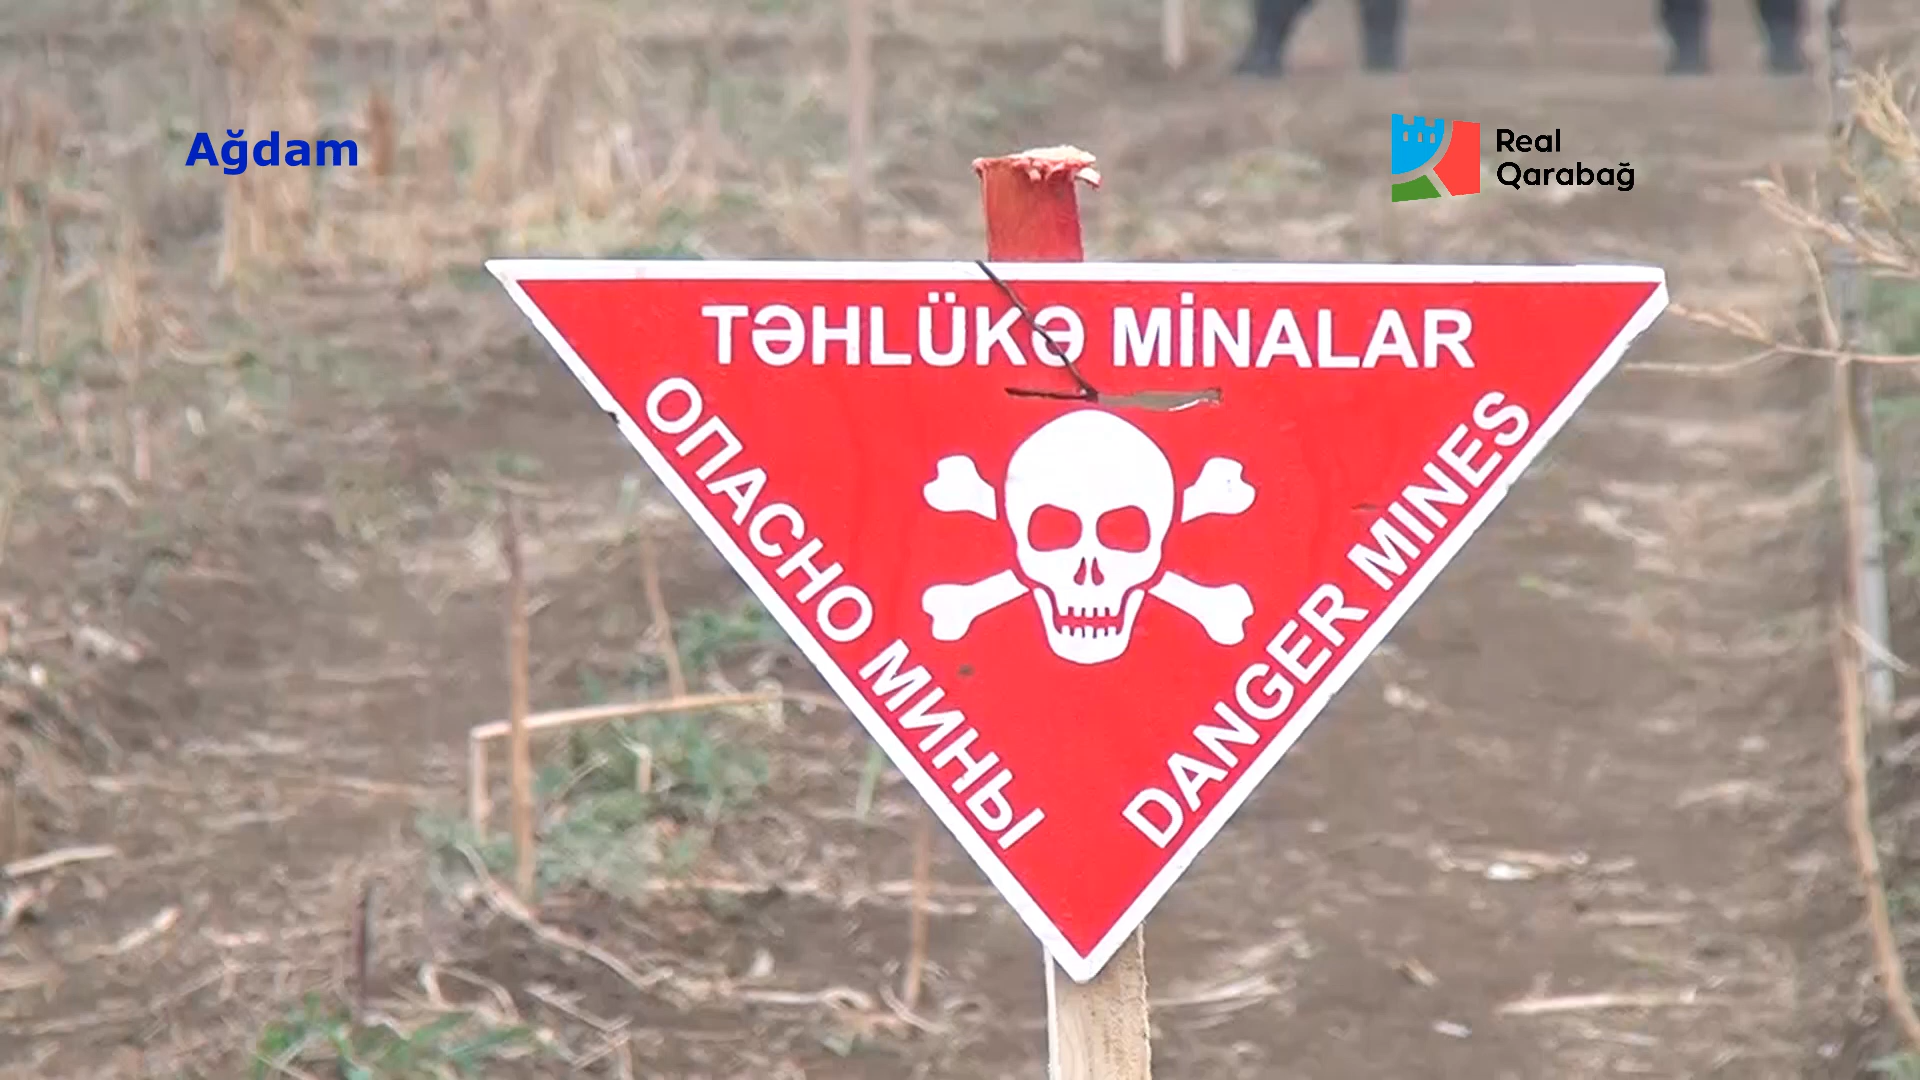 Ağdam
Real
Qarabağ
TƏHLÜKƏ MİNALAR
ОПАСНО МИНЫ
DANGER MINES